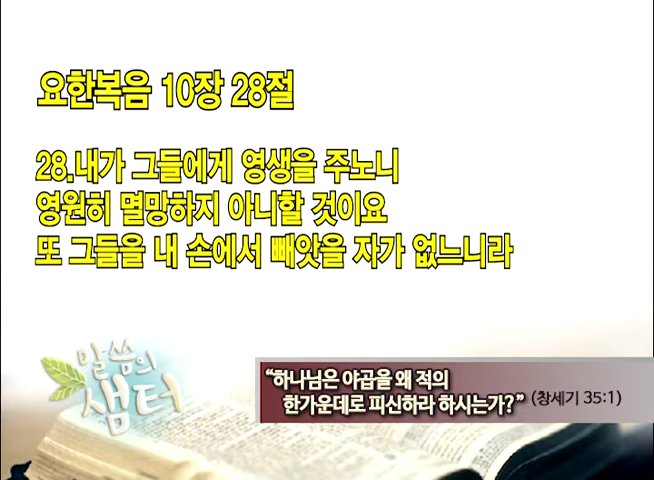 요한복음 10장 28절
28.내가 그들에게 영생을 주노니
영원히 멸망하지 아니할 것이요
또 그들을 내 손에서 빼앗을 자가 없느니라
말씀의
샘터
“하나님은 야곱을 왜 적의
한가운데로 피신하라 하시는가?” (창세기 35:1)